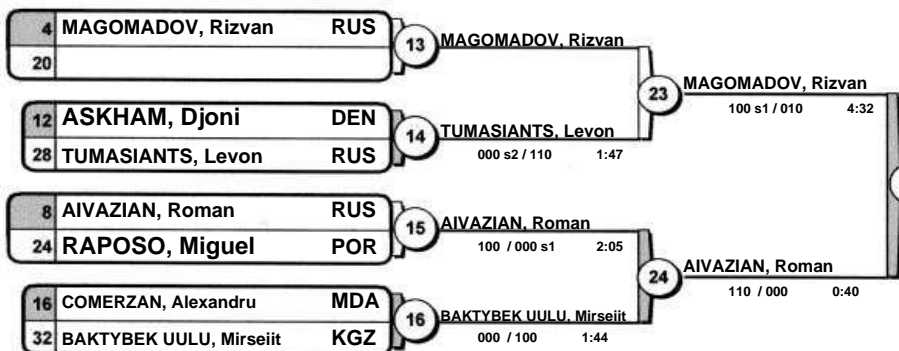 4 MAGOMADOV, Rizvan RUS
20
13 MAGOMADOV, Rizvan
12 ASKHAM, Djoni DEN
28 TUMASIANTS, Levon RUS
14 TUMASIANTS, Levon
000 s2 / 110 1:47
23 MAGOMADOV, Rizvan
100 s1 / 010 4:32
8 AIVAZIAN, Roman RUS
24 RAPOSO, Miguel POR
15 AIVAZIAN, Roman
100 / 000 s1 2:05
16 COMERZAN, Alexandru MDA
32 BAKTYBEK UULU, Mirseiit KGZ
16 BAKTYBEK UULU, Mirseiit
000 / 100 1:44
24 AIVAZIAN, Roman
110 / 000 0:40